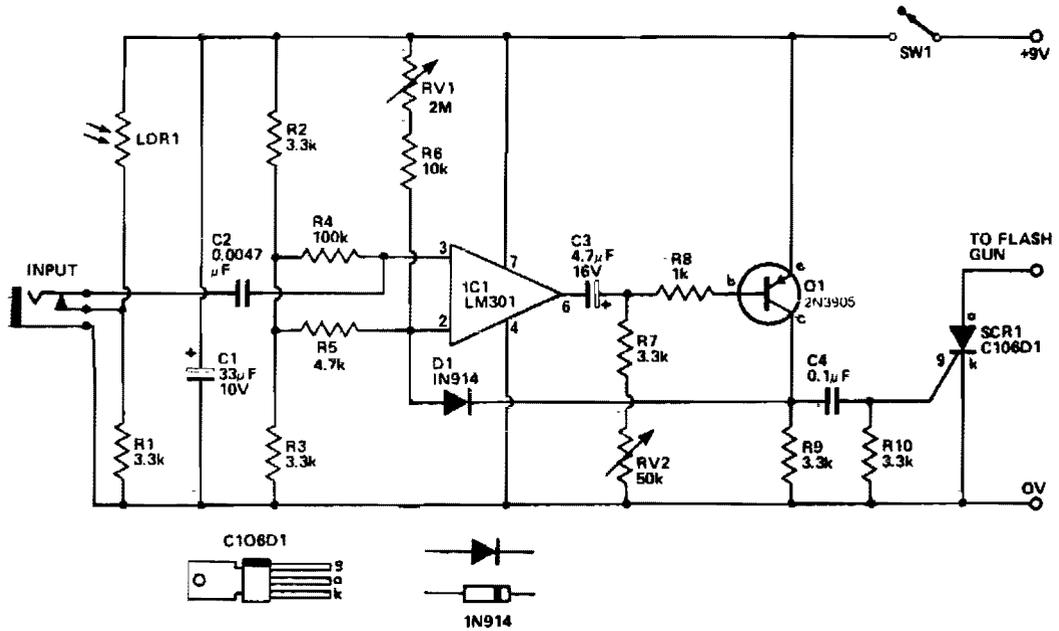 SW1
+9V
RV1
2M
LDR1
R2
3.3k
R6
10k
C2
0.0047
μF
R4
100k
3
7
C3
4.7μF
16V
R8
1k
b
e
Q1
2N3905
c
TO FLASH
GUN
INPUT
IC1
LM301
6
R5
4.7k
2
4
R7
3.3k
a
SCR1
C106D1
g
k
C1
33μF
10V
+
+
D1
IN914
C4
0.1μF
R1
3.3k
R3
3.3k
RV2
50k
R9
3.3k
R10
3.3k
0V
C106D1
g
a
k
1N914